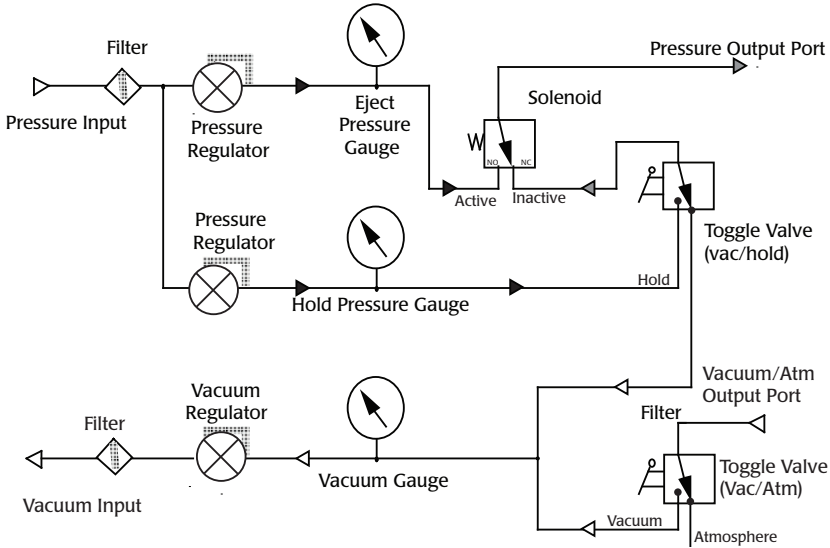 Filter
Pressure Input
Pressure
Regulator
Eject
Pressure
Gauge
Pressure Output Port
Solenoid
NO
NC
Active
Inactive
Toggle Valve
(vac/hold)
Pressure
Regulator
Hold Pressure Gauge
Hold
Vacuum/Atm
Output Port
Filter
Vacuum
Regulator
Filter
Vacuum Input
Vacuum Gauge
Toggle Valve
(Vac/Atm)
Vacuum
Atmosphere